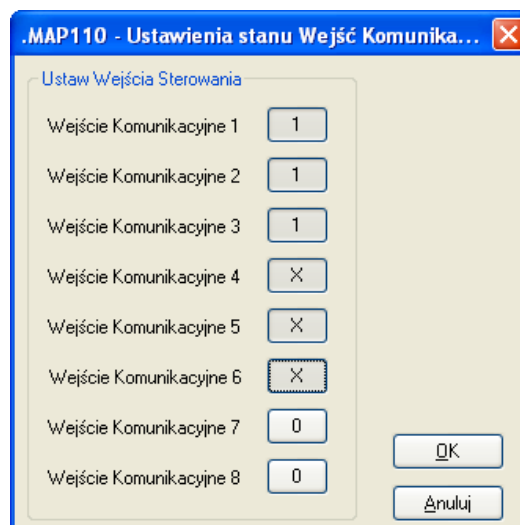 .MAP110 - Ustawienia stanu Wejść Komunika...
Ustaw Wejścia Sterowania
Wejście Komunikacyjne 1 1
Wejście Komunikacyjne 2 1
Wejście Komunikacyjne 3 1
Wejście Komunikacyjne 4 X
Wejście Komunikacyjne 5 X
Wejście Komunikacyjne 6 X
Wejście Komunikacyjne 7 0
Wejście Komunikacyjne 8 0
OK
Anuluj